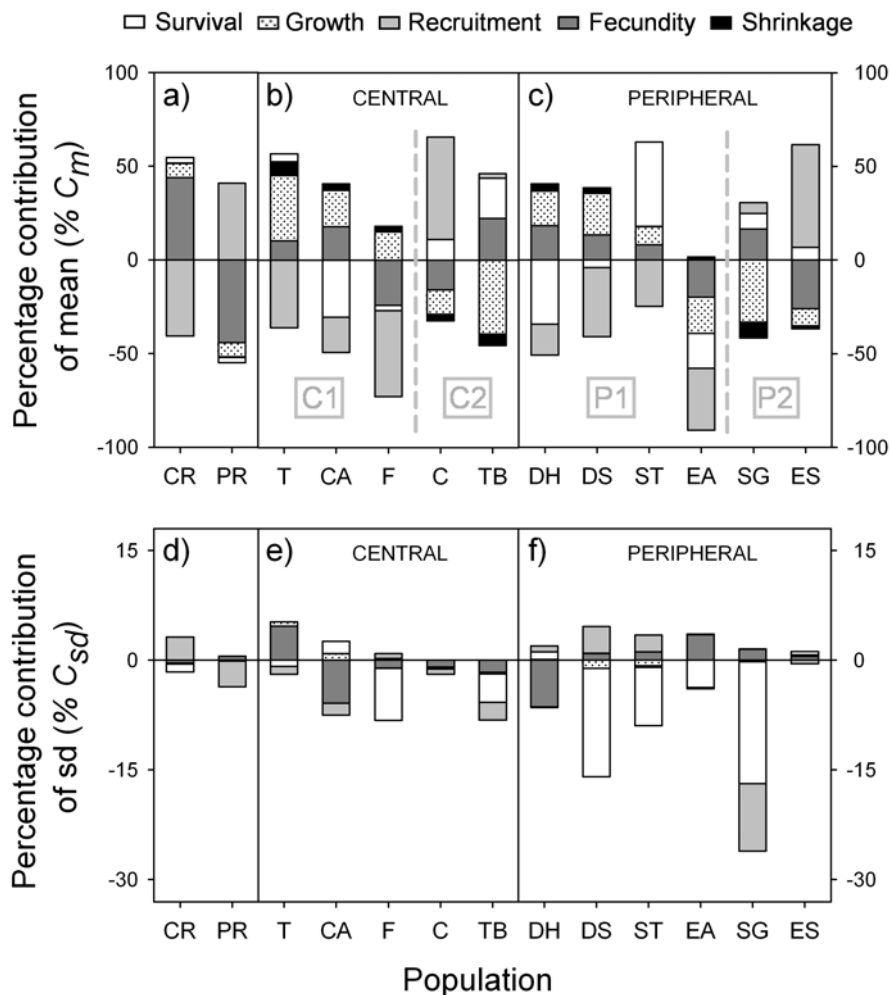 Survival Growth Recruitment Fecundity Shrinkage
Percentage contribution
of mean (% Cm)
100
50
0
-50
-100
a)
b) CENTRAL
c) PERIPHERAL
100
50
0
-50
-100
C1 C2 P1 P2
CR PR T CA F C TB DH DS ST EA SG ES
Percentage contribution
of sd (% Csd)
15
0
-15
-30
d)
e) CENTRAL
f) PERIPHERAL
15
0
-15
-30
CR PR T CA F C TB DH DS ST EA SG ES
Population